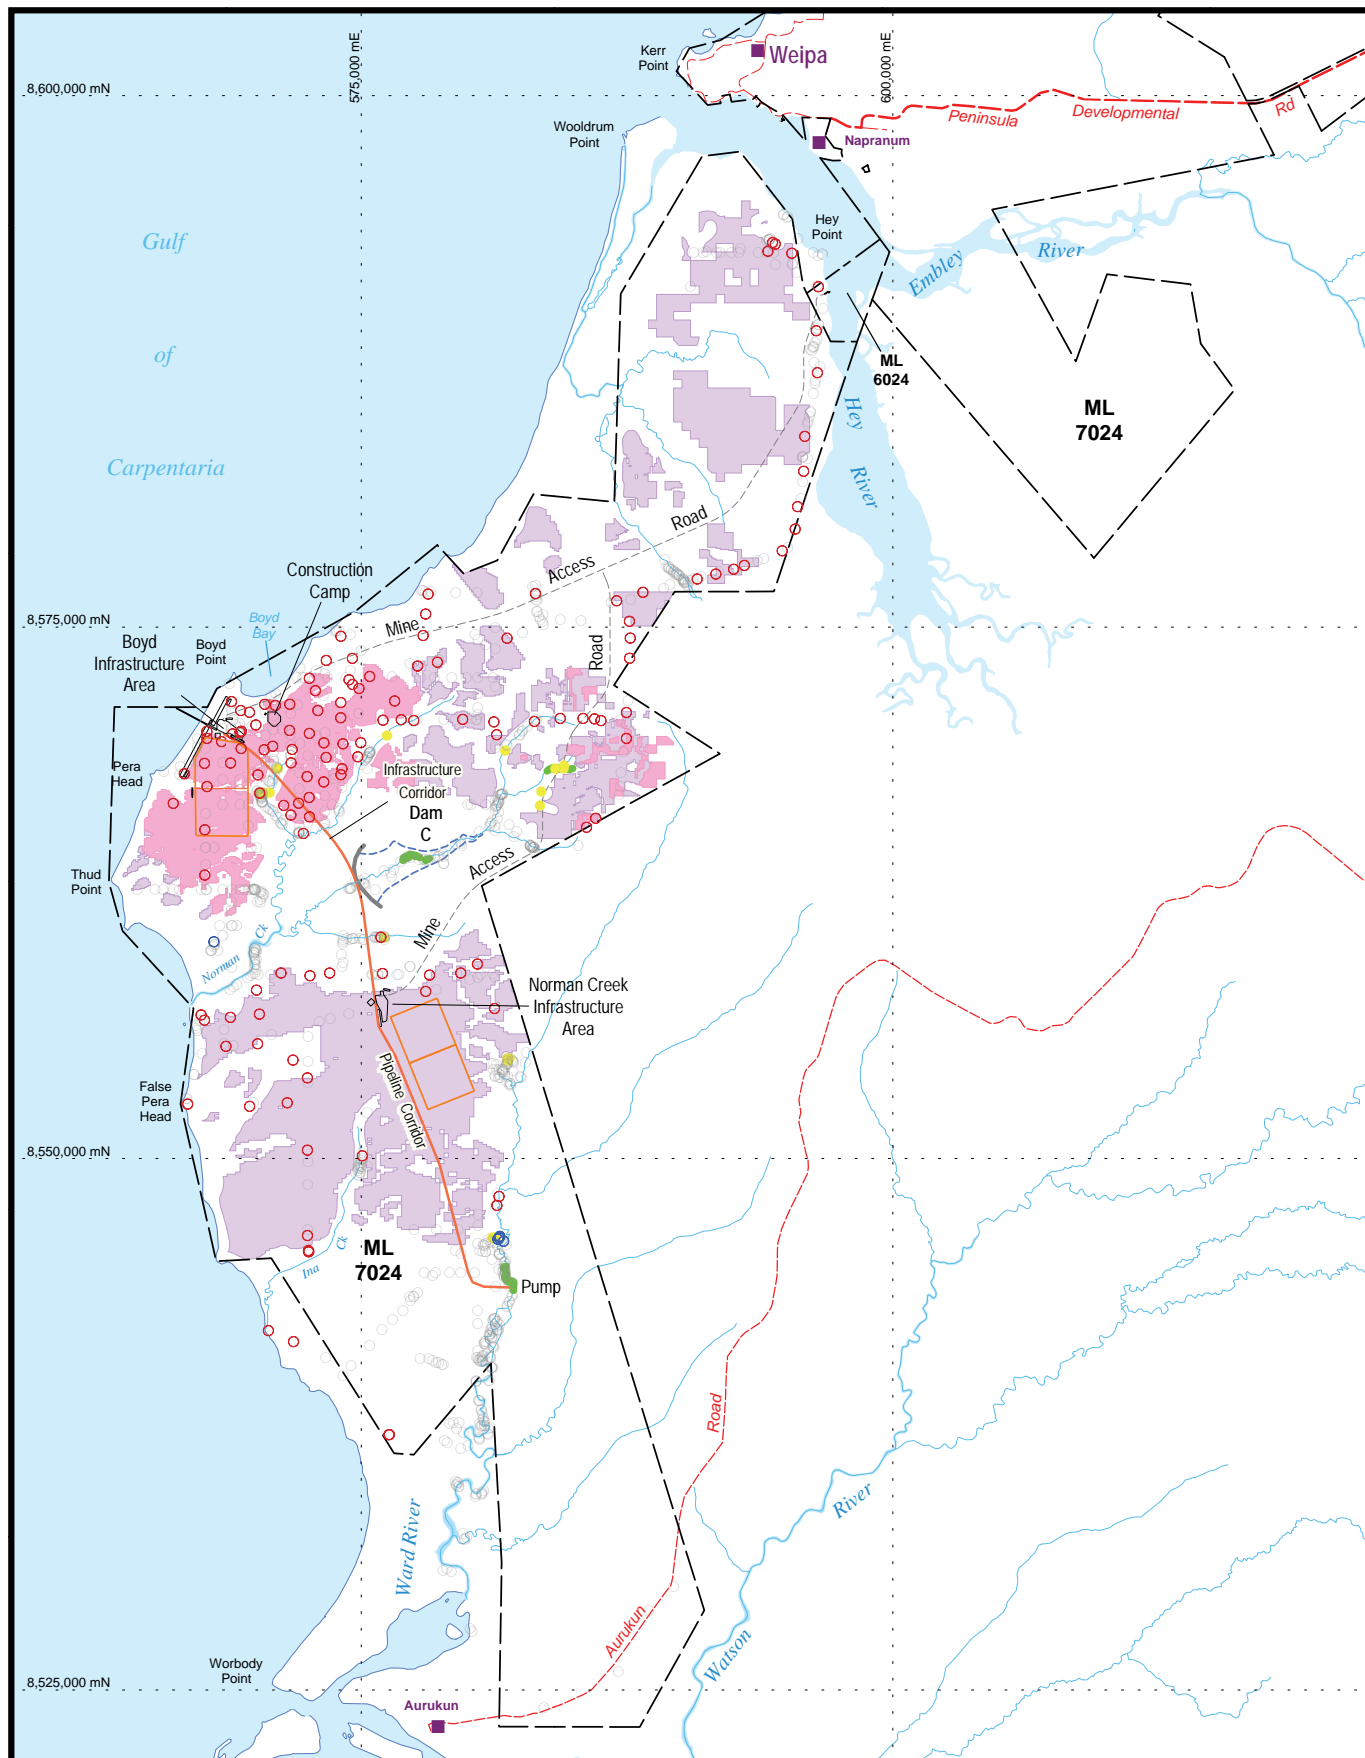 575,000 mE
600,000 mE
Kerr
Point
Weipa
8,600,000 mN
Peninsula
Developmental
Rd
Wooldrum
Point
Napranum
Hey
Point
Gulf
of
Carpentaria
Embley
River
ML
6024
ML
7024
Hey
River
Road
Access
Mine
Construction
Camp
8,575,000 mN
Boyd
Bay
Boyd
Point
Boyd
Infrastructure
Area
Road
Pera
Head
Infrastructure
Corridor
Dam
C
Access
Mine
Thud
Point
Norman
Ck
Norman Creek
Infrastructure
Area
Pipeline Corridor
False
Pera
Head
8,550,000 mN
Ina
Ck
ML
7024
Pump
Road
Ward River
River
Watson
Aurukun
Worbody
Point
8,525,000 mN
Aurukun